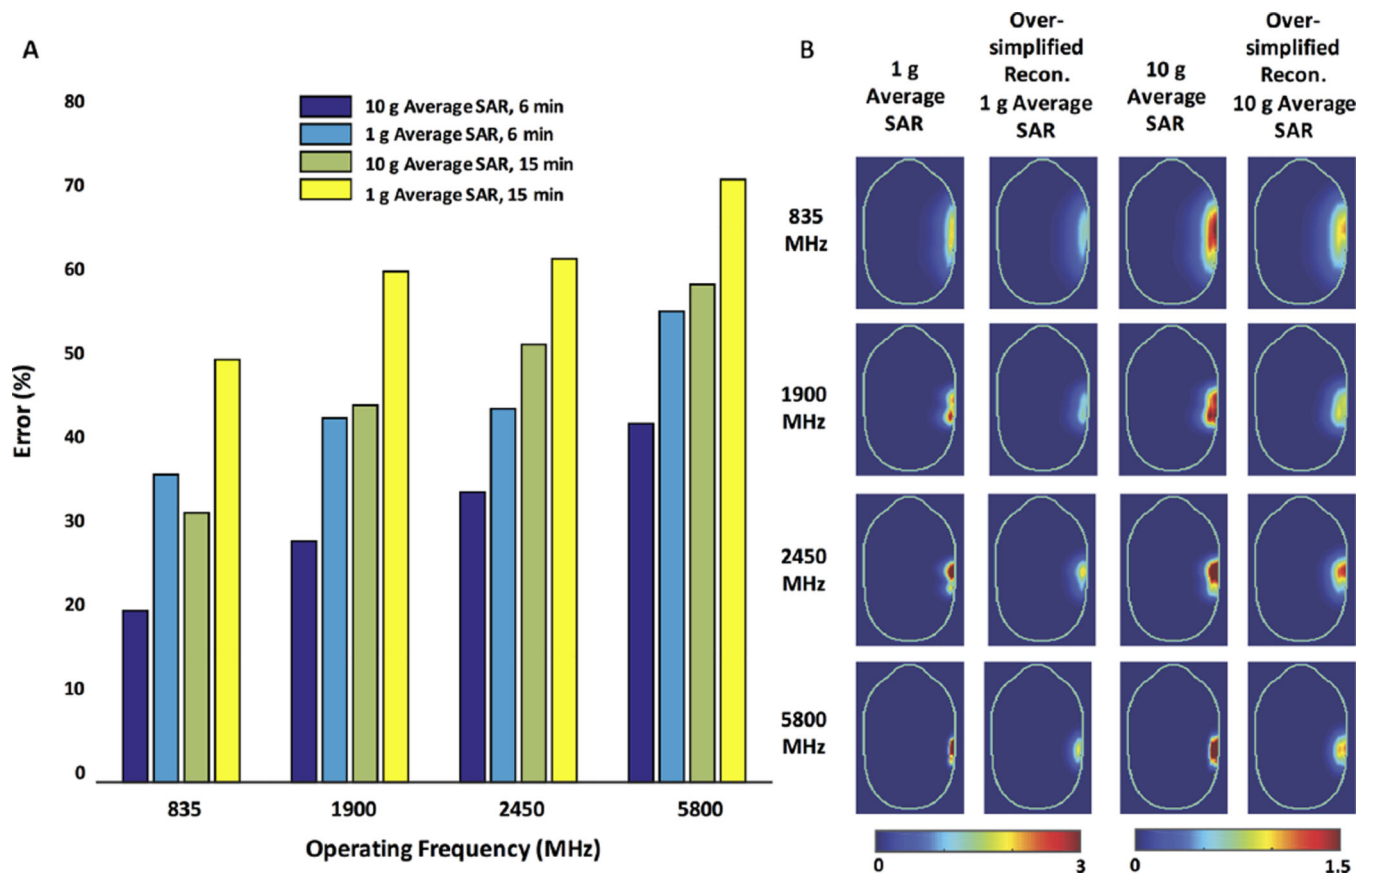 A
80
70
60
50
40
30
20
10
0
Error (%)
10 g Average SAR, 6 min
1 g Average SAR, 6 min
10 g Average SAR, 15 min
1 g Average SAR, 15 min
835
1900
2450
5800
Operating Frequency (MHz)
B
1 g
Average
SAR
Over-
simplified
Recon.
1 g Average
SAR
10 g
Average
SAR
Over-
simplified
Recon.
10 g Average
SAR
835
MHz
1900
MHz
2450
MHz
5800
MHz
0
3
0
1.5